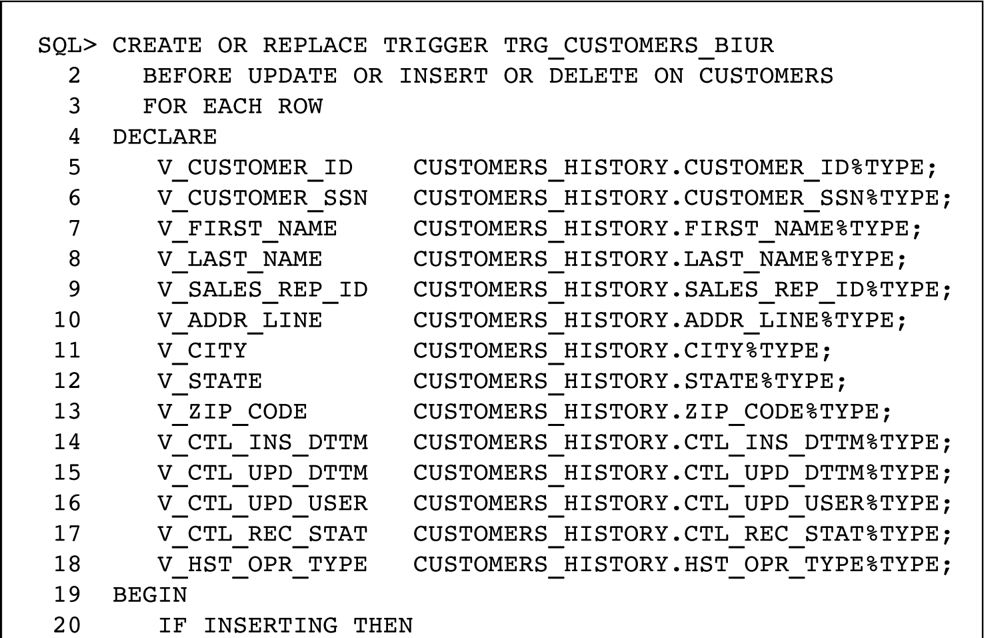 SQL> CREATE OR REPLACE TRIGGER TRG_CUSTOMERS_BIUR
  2    BEFORE UPDATE OR INSERT OR DELETE ON CUSTOMERS
  3    FOR EACH ROW
  4  DECLARE
  5     V_CUSTOMER_ID    CUSTOMERS_HISTORY.CUSTOMER_ID%TYPE;
  6     V_CUSTOMER_SSN   CUSTOMERS_HISTORY.CUSTOMER_SSN%TYPE;
  7     V_FIRST_NAME     CUSTOMERS_HISTORY.FIRST_NAME%TYPE;
  8     V_LAST_NAME      CUSTOMERS_HISTORY.LAST_NAME%TYPE;
  9     V_SALES_REP_ID   CUSTOMERS_HISTORY.SALES_REP_ID%TYPE;
 10     V_ADDR_LINE      CUSTOMERS_HISTORY.ADDR_LINE%TYPE;
 11     V_CITY           CUSTOMERS_HISTORY.CITY%TYPE;
 12     V_STATE          CUSTOMERS_HISTORY.STATE%TYPE;
 13     V_ZIP_CODE       CUSTOMERS_HISTORY.ZIP_CODE%TYPE;
 14     V_CTL_INS_DTTM   CUSTOMERS_HISTORY.CTL_INS_DTTM%TYPE;
 15     V_CTL_UPD_DTTM   CUSTOMERS_HISTORY.CTL_UPD_DTTM%TYPE;
 16     V_CTL_UPD_USER   CUSTOMERS_HISTORY.CTL_UPD_USER%TYPE;
 17     V_CTL_REC_STAT   CUSTOMERS_HISTORY.CTL_REC_STAT%TYPE;
 18     V_HST_OPR_TYPE   CUSTOMERS_HISTORY.HST_OPR_TYPE%TYPE;
 19  BEGIN
 20     IF INSERTING THEN